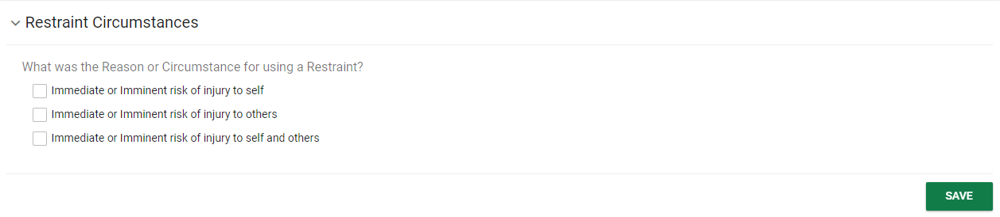 Restraint Circumstances
What was the Reason or Circumstance for using a Restraint?
Immediate or Imminent risk of injury to self
Immediate or Imminent risk of injury to others
Immediate or Imminent risk of injury to self and others
SAVE